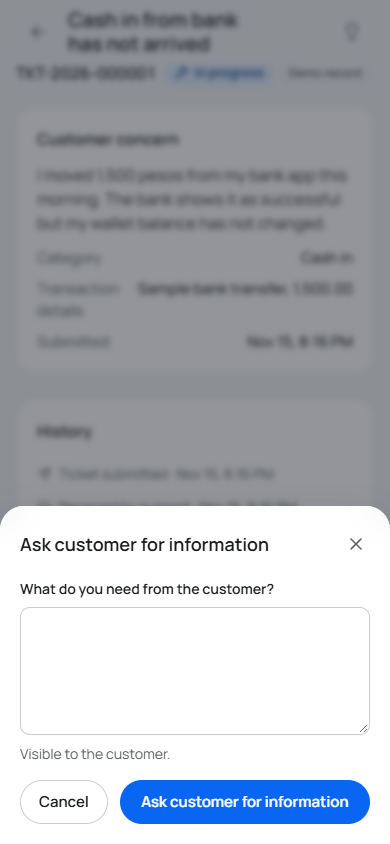 Cash in from bank
has not arrived
TKT-2026-000001 In progress Demo record
Customer concern
I moved 1,500 pesos from my bank app this
morning. The bank shows it as successful
but my wallet balance has not changed.
Category Cash in
Transaction Sample bank transfer, 1,500.00
details
Submitted Nov 15, 8:16 PM
History
Ticket submitted Nov 15, 8:16 PM
Ask customer for information
What do you need from the customer?
Visible to the customer.
Cancel Ask customer for information